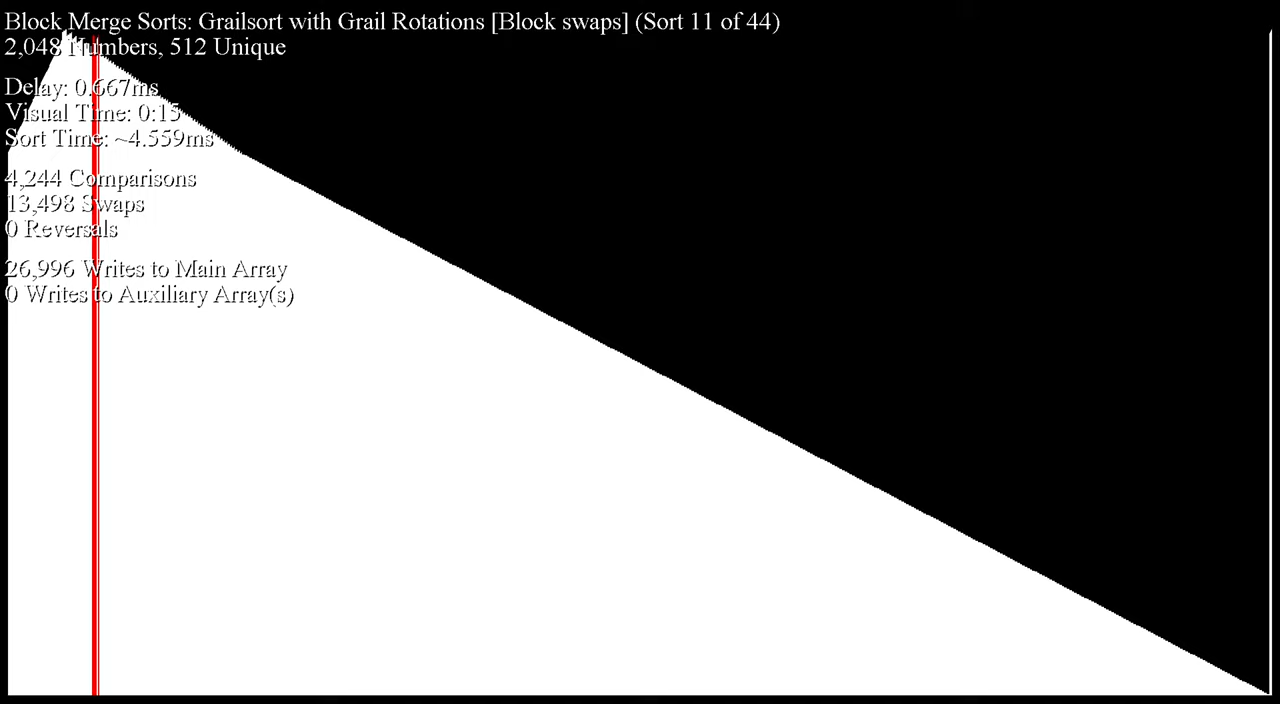 Block Merge Sorts: Grailsort with Grail Rotations [Block swaps] (Sort 11 of 44)
2,048 Numbers, 512 Unique
Delay: 0.667ms
Visual Time: 0:15
Sort Time: ~4.559ms
4,244 Comparisons
13,498 Swaps
0 Reversals
26,996 Writes to Main Array
0 Writes to Auxiliary Array(s)